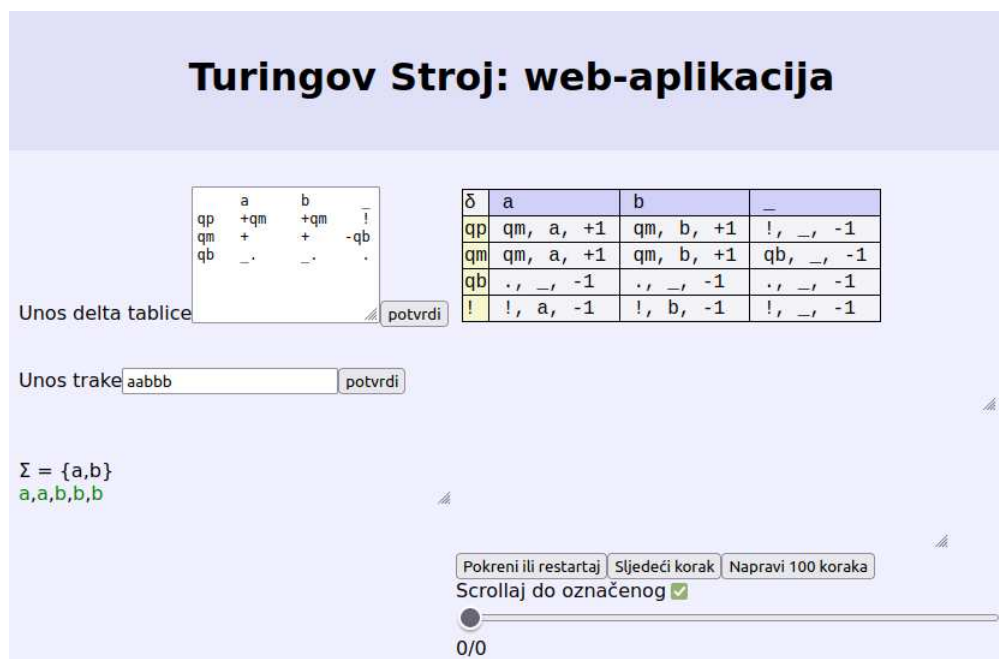 Turingov Stroj: web-aplikacija
a b _
qp +qm +qm !
qm + + -qb
qb _. _. .
Unos delta tablice
potvrdi
δ a b _
qp qm, a, +1 qm, b, +1 !, _, -1
qm qm, a, +1 qm, b, +1 qb, _, -1
qb ., _, -1 ., _, -1 ., _, -1
! !, a, -1 !, b, -1 !, _, -1
Unos trake aabbb potvrdi
Σ = {a,b}
a,a,b,b,b
Pokreni ili restartaj Sljedeći korak Napravi 100 koraka
Scrollaj do označenog
0/0